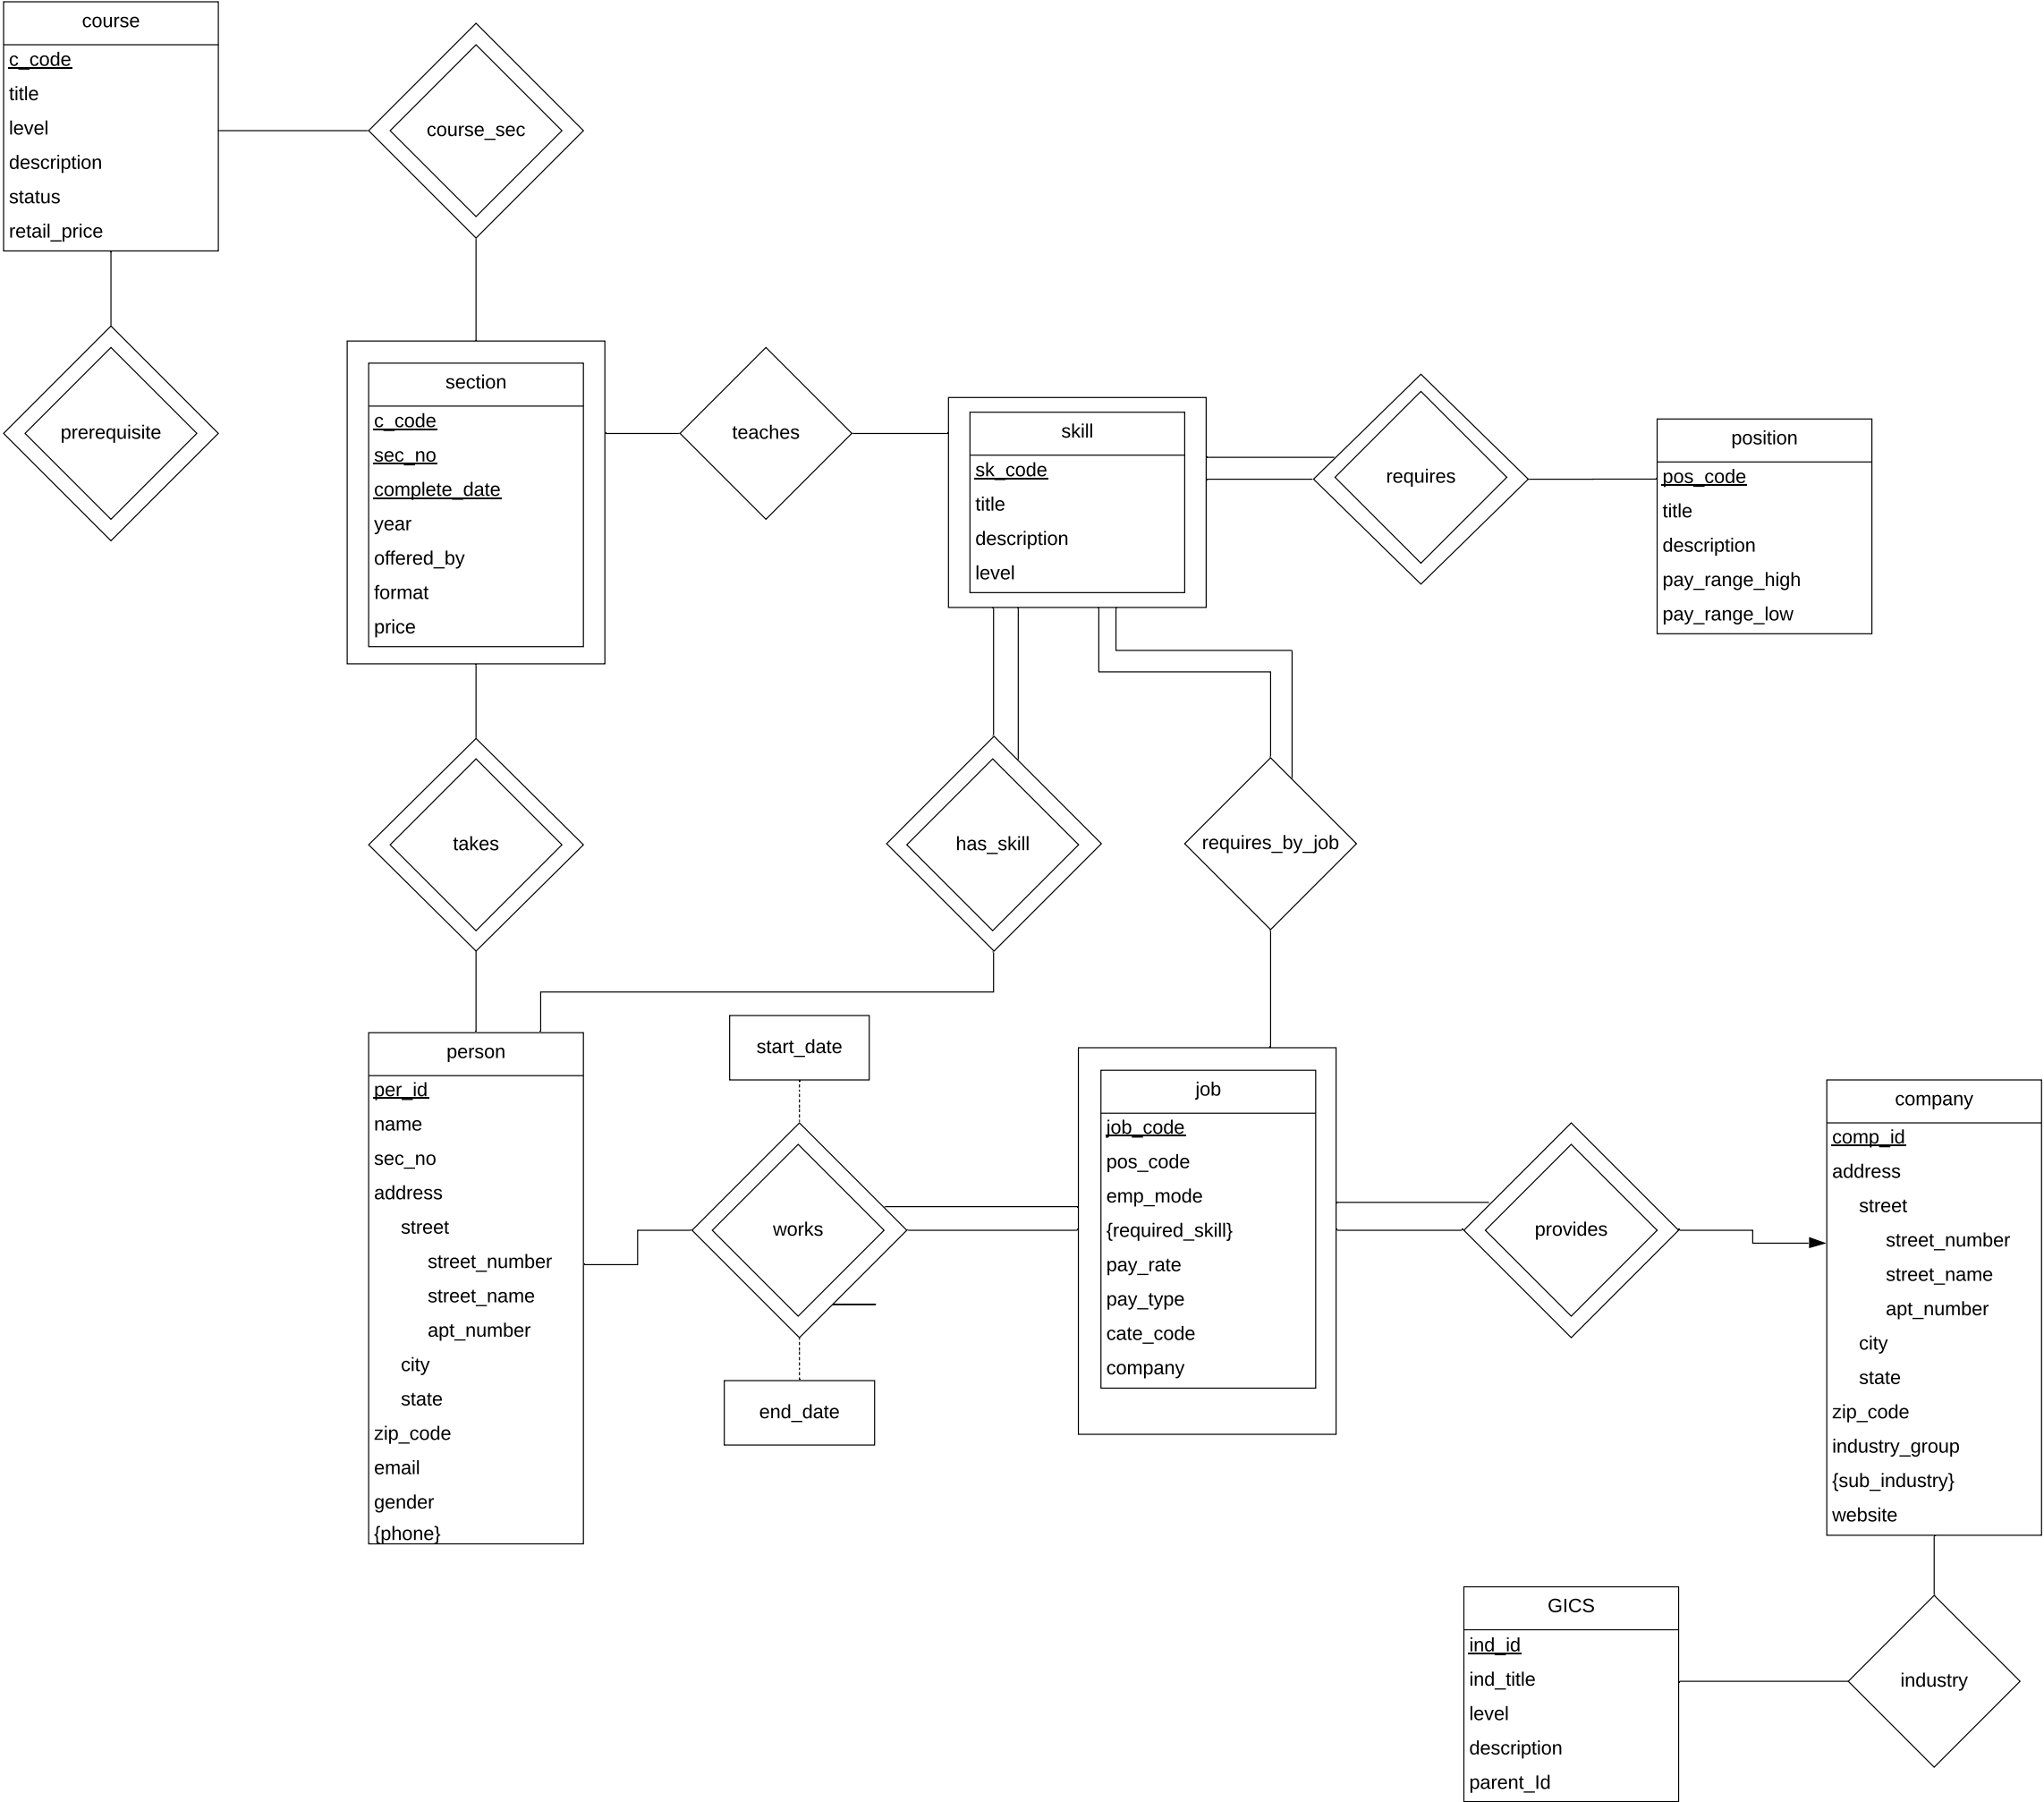 course
c_code
title
level
description
status
retail_price
course_sec
prerequisite
section
c_code
sec_no
complete_date
year
offered_by
format
price
teaches
skill
sk_code
title
description
level
requires
position
pos_code
title
description
pay_range_high
pay_range_low
takes
has_skill
requires_by_job
person
per_id
name
sec_no
address
street
street_number
street_name
apt_number
city
state
zip_code
email
gender
{phone}
start_date
works
end_date
job
job_code
pos_code
emp_mode
{required_skill}
pay_rate
pay_type
cate_code
company
provides
company
comp_id
address
street
street_number
street_name
apt_number
city
state
zip_code
industry_group
{sub_industry}
website
GICS
ind_id
ind_title
level
description
parent_Id
industry